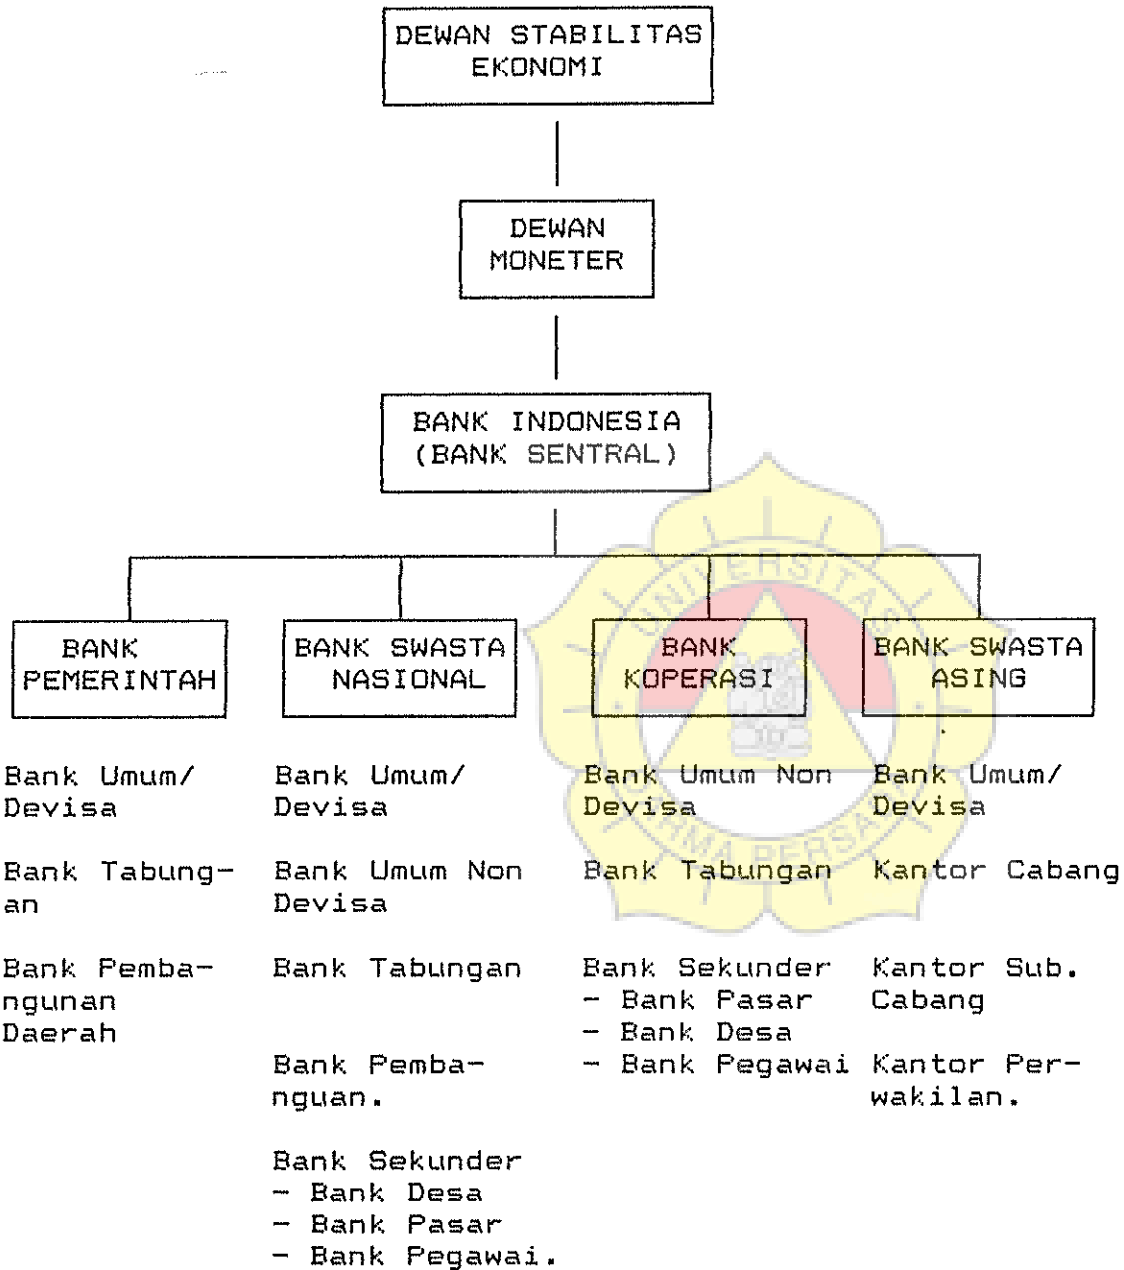 DEWAN STABILITAS
EKONOMI
DEWAN
MONETER
BANK INDONESIA
(BANK SENTRAL)
BANK
PEMERINTAH
Bank Umum/
Devisa
Bank Tabung-
an
Bank Pemba-
ngunan
Daerah
BANK SWASTA
NASIONAL
Bank Umum/
Devisa
Bank Umum Non
Devisa
Bank Tabungan
Bank Pemba-
nguan.
Bank Sekunder
- Bank Desa
- Bank Pasar
- Bank Pegawai.
BANK
KOPERASI
Bank Umum Non
Devisa
Bank Tabungan
Bank Sekunder
- Bank Pasar
- Bank Desa
- Bank Pegawai
BANK SWASTA
ASING
Bank Umum/
Devisa
Kantor Cabang
Kantor Sub.
Cabang
Kantor Per-
wakilan.
UNIVERSITAS
DARMA PERSADA